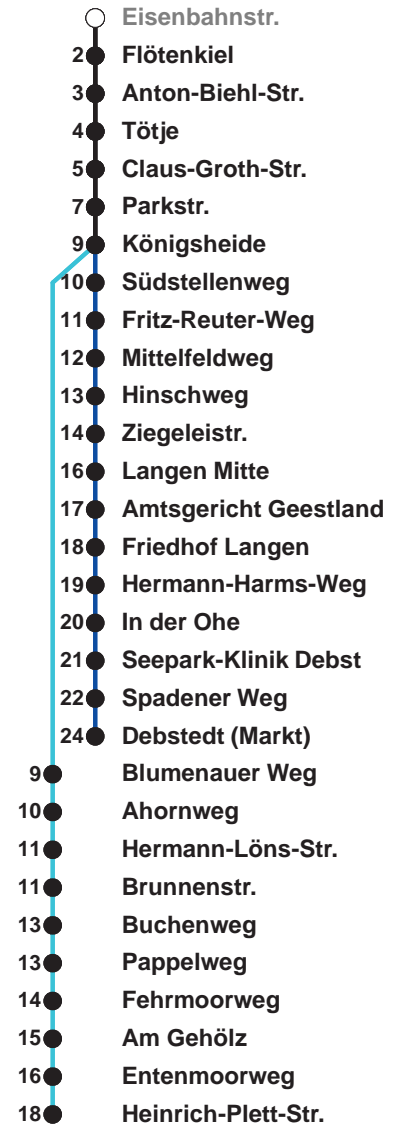 Eisenbahnstr.
2 Flötenkiel
3 Anton-Biehl-Str.
4 Tötje
5 Claus-Groth-Str.
7 Parkstr.
9 Königsheide
10 Südstellenweg
11 Fritz-Reuter-Weg
12 Mittelfeldweg
13 Hinschweg
14 Ziegeleistr.
16 Langen Mitte
17 Amtsgericht Geestland
18 Friedhof Langen
19 Hermann-Harms-Weg
20 In der Ohe
21 Seepark-Klinik Debst
22 Spadener Weg
24 Debstedt (Markt)
9 Blumenauer Weg
10 Ahornweg
11 Hermann-Löns-Str.
11 Brunnenstr.
13 Buchenweg
13 Pappelweg
14 Fehrmoorweg
15 Am Gehölz
16 Entenmoorweg
18 Heinrich-Plett-Str.